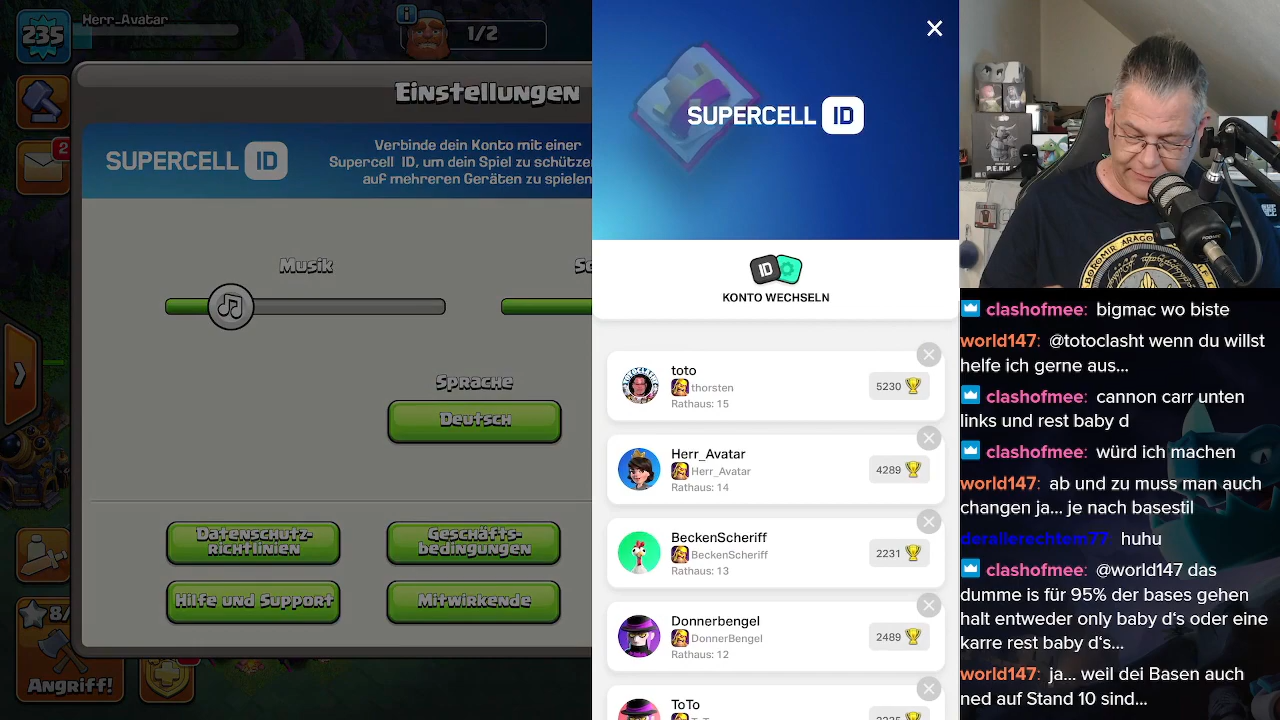 235
Herr_Avatar
1/2
2
Einstellungen
SUPERCELL ID
Verbinde dein Konto mit einer
Supercell ID, um dein Spiel zu schützen
auf mehreren Geräten zu spielen
Musik
Sprache
Deutsch
Datenschutz-
richtlinien
Geschäfts-
bedingungen
Hilfe und Support
Mitwirkende
8/
Angriff!
SUPERCELL ID
ID
KONTO WECHSELN
toto
thorsten
Rathaus: 15
5230
Herr_Avatar
Herr_Avatar
Rathaus: 14
4289
BeckenScheriff
BeckenScheriff
Rathaus: 13
2231
Donnerbengel
DonnerBengel
Rathaus: 12
2489
ToTo
BOROMIR ARAGO
clashofmee: bigmac wo biste
world147: @totoclasht wenn du willst
helfe ich gerne aus...
clashofmee: cannon carr unten
links und rest baby d
clashofmee: würd ich machen
world147: ab und zu muss man auch
changen ja... je nach basestil
derallerechtem77: huhu
clashofmee: @world147 das
dumme is für 95% der bases gehen
halt entweder only baby d's oder eine
karre rest baby d's...
world147: ja... weil dei Basen auch
ned auf Stand 10 sind...